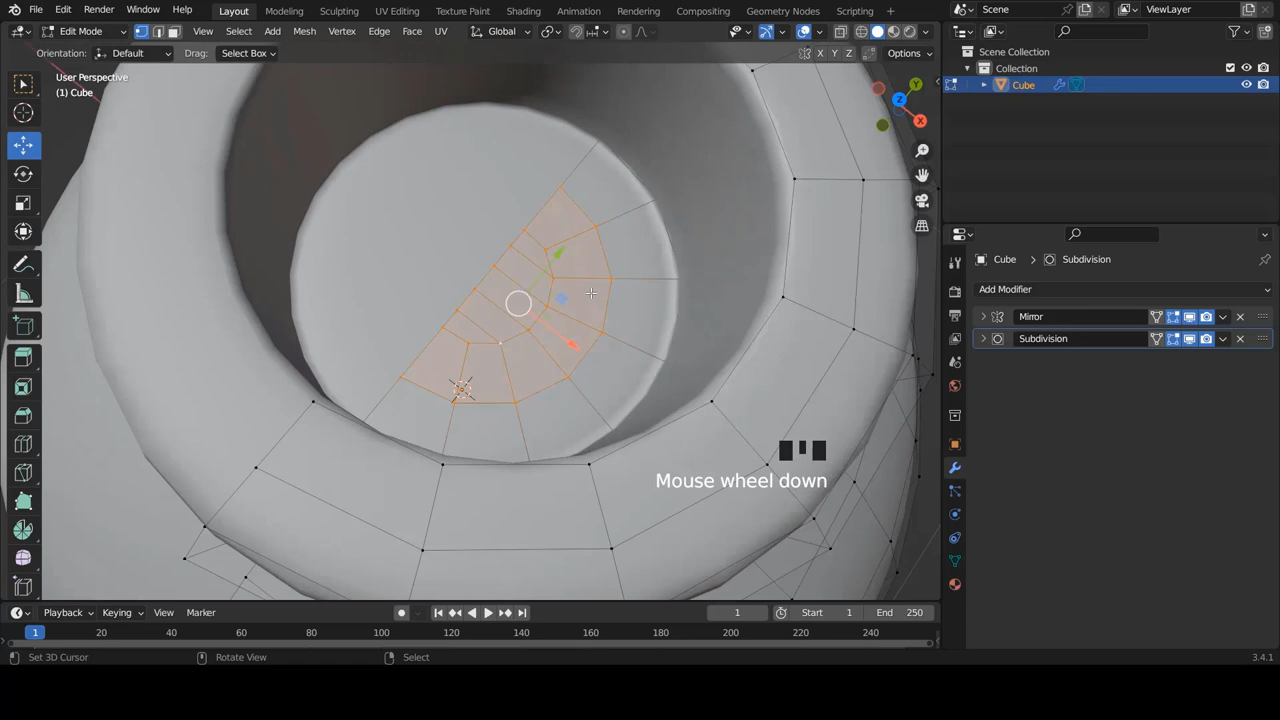 File Edit Render Window Help Layout Modeling Sculpting UV Editing Texture Paint Shading Animation Rendering Compositing Geometry Nodes Scripting Scene ViewLayer
Edit Mode View Select Add Mesh Vertex Edge Face UV Global
Orientation: Default Drag: Select Box X Y Z Options
User Perspective
(1) Cube
Y
Z
X
Mouse wheel down
Scene Collection
Collection
Cube
Cube Subdivision
Add Modifier
Mirror
Subdivision
Playback Keying View Marker 1 Start 1 End 250
1 20 40 60 80 100 120 140 160 180 200 220 240
Set 3D Cursor Rotate View Select 3.4.1